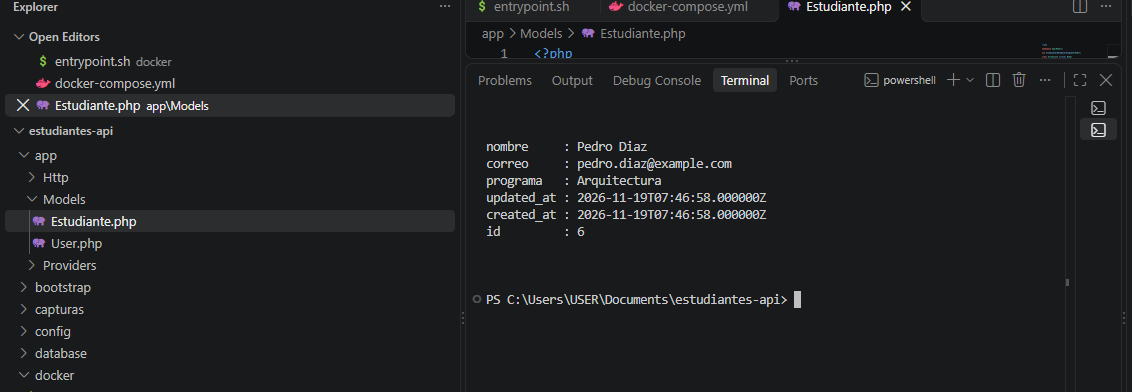 Explorer
Open Editors
$ entrypoint.sh docker
docker-compose.yml
Estudiante.php app\Models
estudiantes-api
app
Http
Models
Estudiante.php
User.php
Providers
bootstrap
capturas
config
database
docker
$ entrypoint.sh docker-compose.yml Estudiante.php
app > Models > Estudiante.php
1 <?php
Problems Output Debug Console Terminal Ports powershell
nombre : Pedro Diaz
correo : pedro.diaz@example.com
programa : Arquitectura
updated_at : 2026-11-19T07:46:58.000000Z
created_at : 2026-11-19T07:46:58.000000Z
id : 6
PS C:\Users\USER\Documents\estudiantes-api>